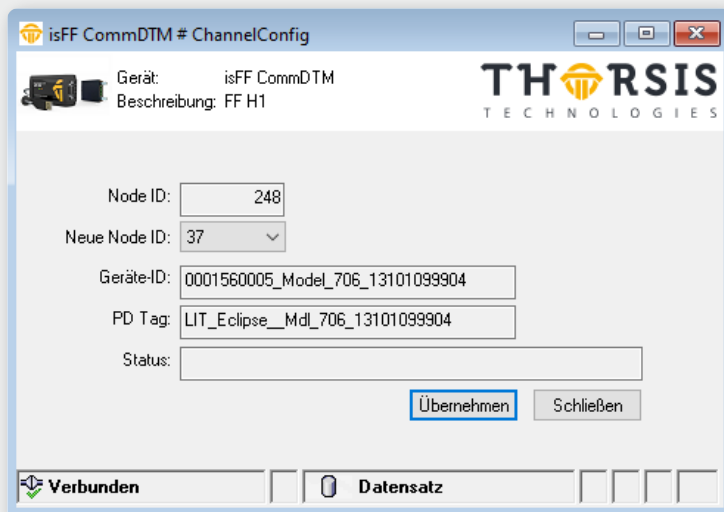 isFF CommDTM # ChannelConfig
Gerät: isFF CommDTM
Beschreibung: FF H1
THORSIS
TECHNOLOGIES
Node ID: 248
Neue Node ID: 37
Geräte-ID: 0001560005_Model_706_13101099904
PD Tag: LIT_Eclipse__Mdl_706_13101099904
Status:
Übernehmen Schließen
Verbunden Datensatz